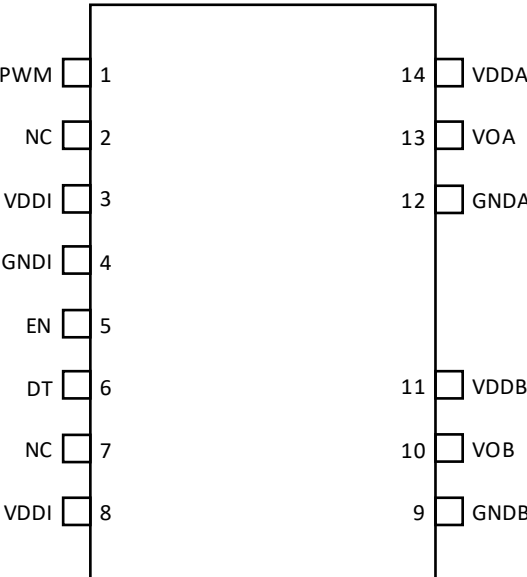 PWM 1 14 VDDA
NC 2 13 VOA
VDDI 3 12 GNDA
GNDI 4
EN 5
DT 6 11 VDDB
NC 7 10 VOB
VDDI 8 9 GNDB